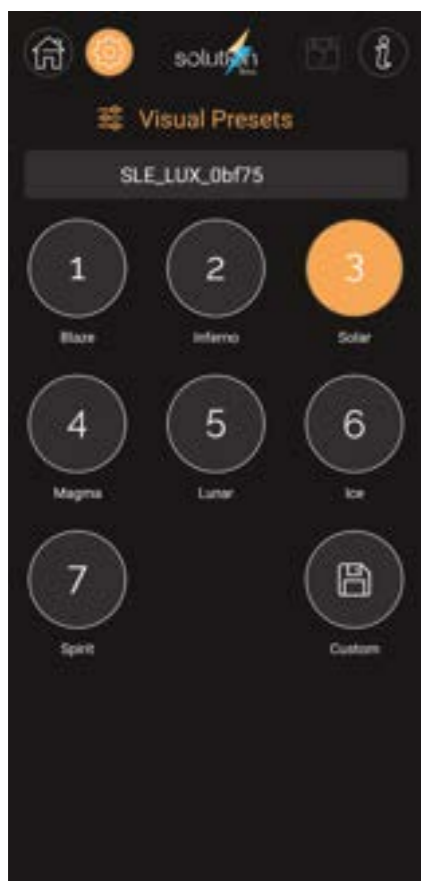 solution
Visual Presets
SLE_LUX_0bf75
1 2 3
Blaze Inferno Solar
4 5 6
Magma Lunar Ice
7
Spirit Custom